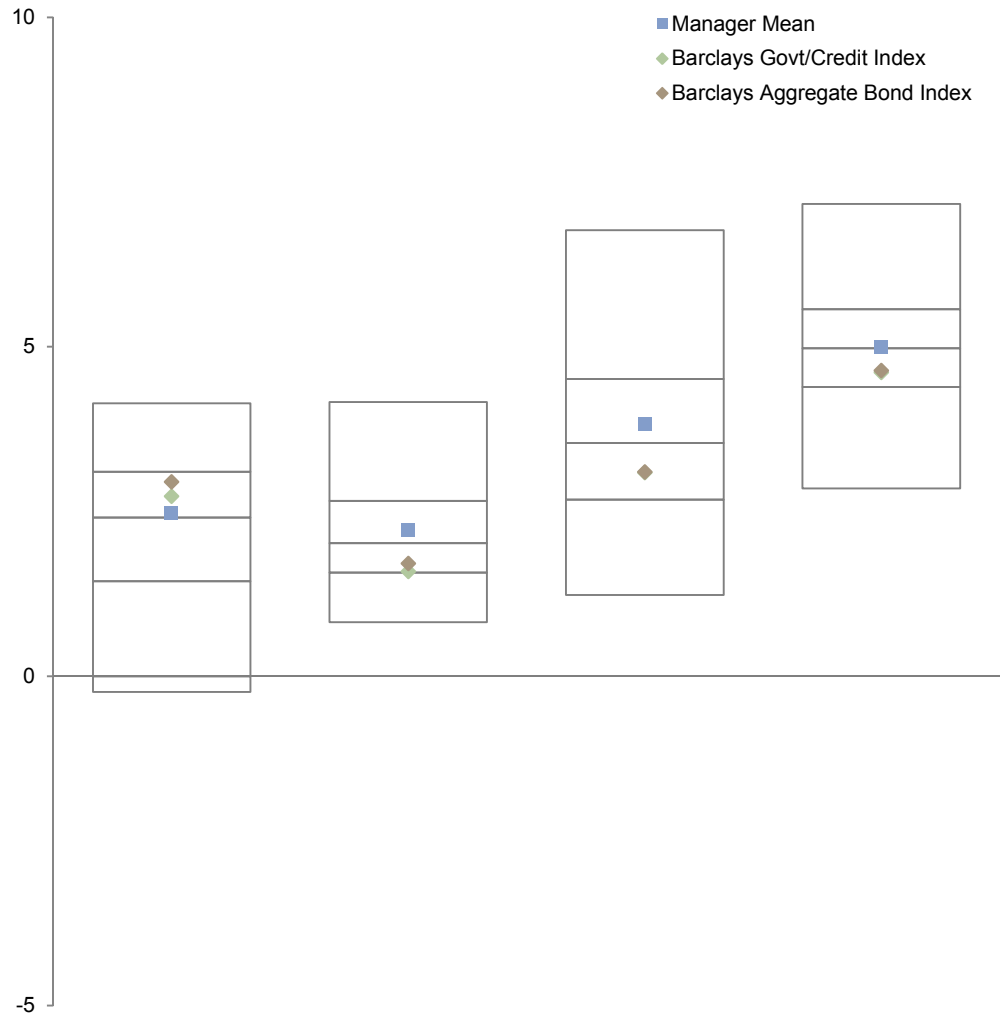 10
Manager Mean
Barclays Govt/Credit Index
Barclays Aggregate Bond Index
5
0
-5